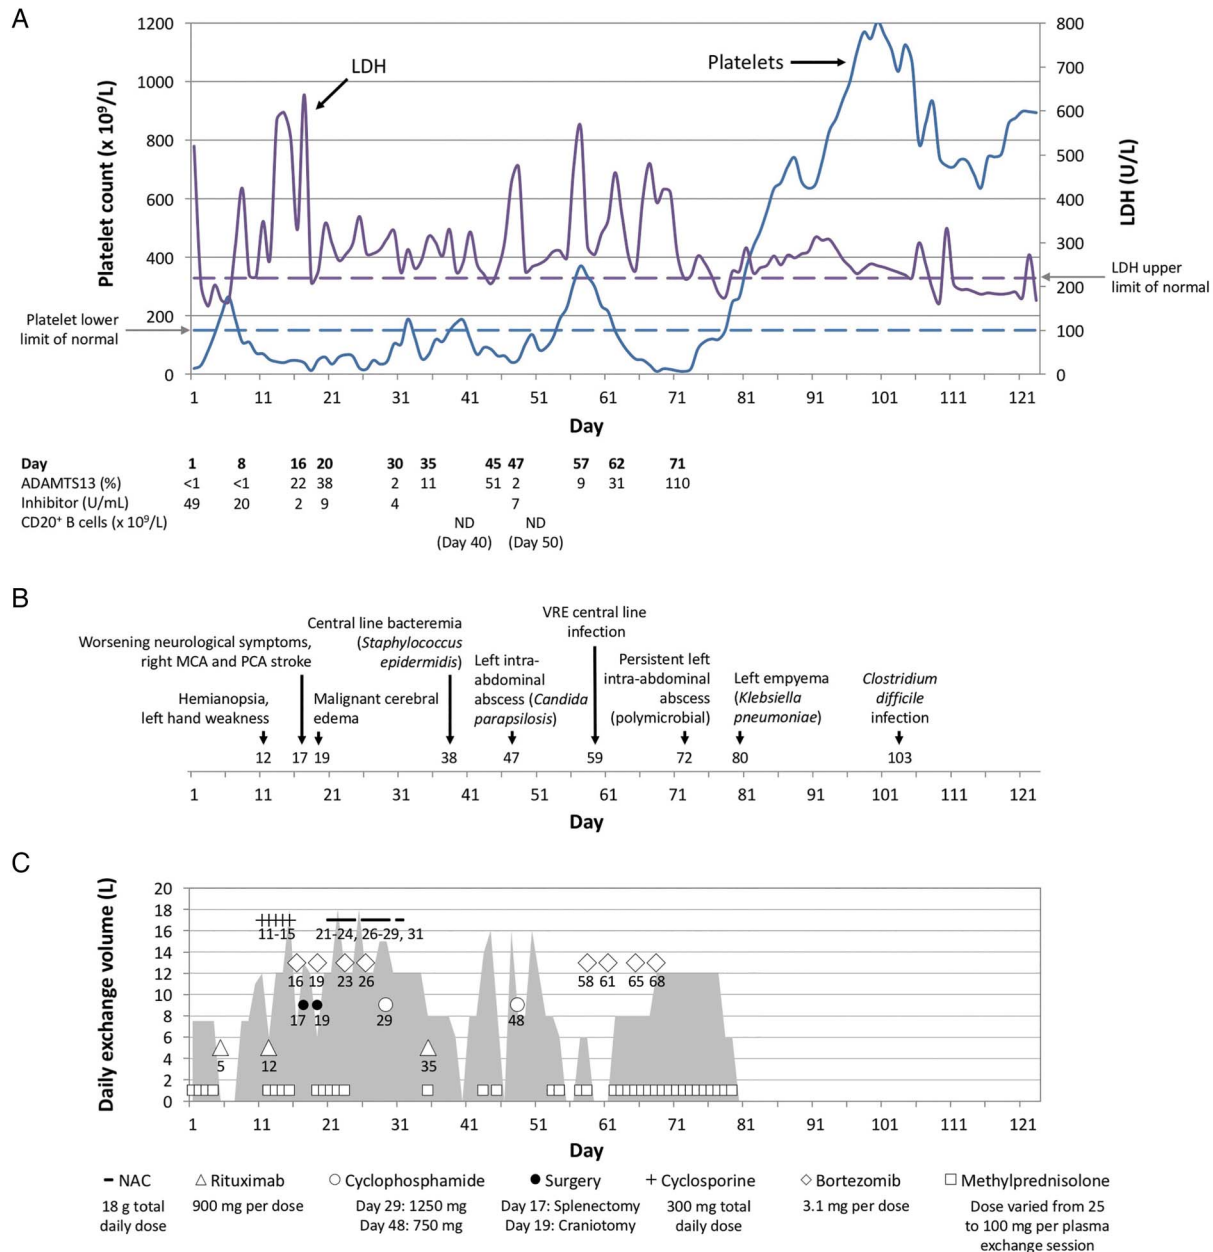 A
1200
1000
800
600
400
200
0
Platelet count (x 10⁹/L)
800
700
600
500
400
300
200
100
0
LDH (U/L)
LDH
Platelets
LDH upper
limit of normal
Platelet lower
limit of normal
1 11 21 31 41 51 61 71 81 91 101 111 121
Day
Day 1 8 16 20 30 35 45 47 57 62 71
ADAMTS13 (%) <1 <1 22 38 2 11 51 2 9 31 110
Inhibitor (U/mL) 49 20 2 9 4 7
CD20⁺ B cells (x 10⁹/L) ND ND
(Day 40) (Day 50)
B
Worsening neurological symptoms,
right MCA and PCA stroke
Hemianopsia,
left hand weakness
Malignant cerebral
edema
Central line bacteremia
(Staphylococcus
epidermidis)
Left intra-
abdominal
abscess (Candida
parapsilosis)
VRE central line
infection
Persistent left
intra-abdominal
abscess
(polymicrobial)
Left empyema
(Klebsiella
pneumoniae)
Clostridium
difficile
infection
12 17 19 38 47 59 72 80 103
1 11 21 31 41 51 61 71 81 91 101 111 121
Day
C
Daily exchange volume (L)
20
18
16
14
12
10
8
6
4
2
0
11-15 21-24, 26-29, 31
16 19 23 26 58 61 65 68
17 19 29 48
5 12 35
1 11 21 31 41 51 61 71 81 91 101 111 121
Day
NAC
18 g total
daily dose
Rituximab
900 mg per dose
Cyclophosphamide
Day 29: 1250 mg
Day 48: 750 mg
Surgery
Day 17: Splenectomy
Day 19: Craniotomy
Cyclosporine
300 mg total
daily dose
Bortezomib
3.1 mg per dose
Methylprednisolone
Dose varied from 25
to 100 mg per plasma
exchange session